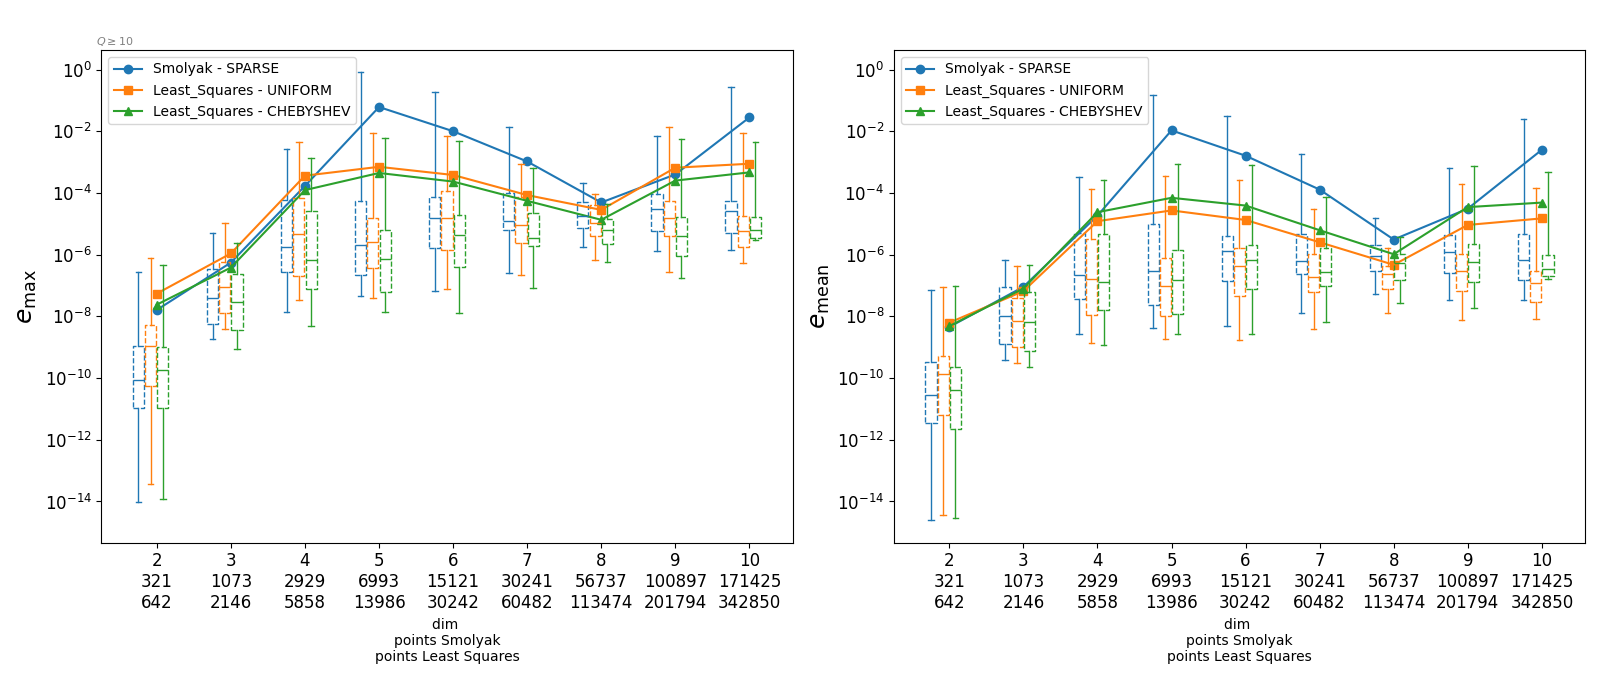 Q ≥ 10
Smolyak - SPARSE
Least_Squares - UNIFORM
Least_Squares - CHEBYSHEV
10^0
10^-2
10^-4
10^-6
10^-8
10^-10
10^-12
10^-14
e_max
2 3 4 5 6 7 8 9 10
321 1073 2929 6993 15121 30241 56737 100897 171425
642 2146 5858 13986 30242 60482 113474 201794 342850
dim
points Smolyak
points Least Squares
Smolyak - SPARSE
Least_Squares - UNIFORM
Least_Squares - CHEBYSHEV
10^0
10^-2
10^-4
10^-6
10^-8
10^-10
10^-12
10^-14
e_mean
2 3 4 5 6 7 8 9 10
321 1073 2929 6993 15121 30241 56737 100897 171425
642 2146 5858 13986 30242 60482 113474 201794 342850
dim
points Smolyak
points Least Squares